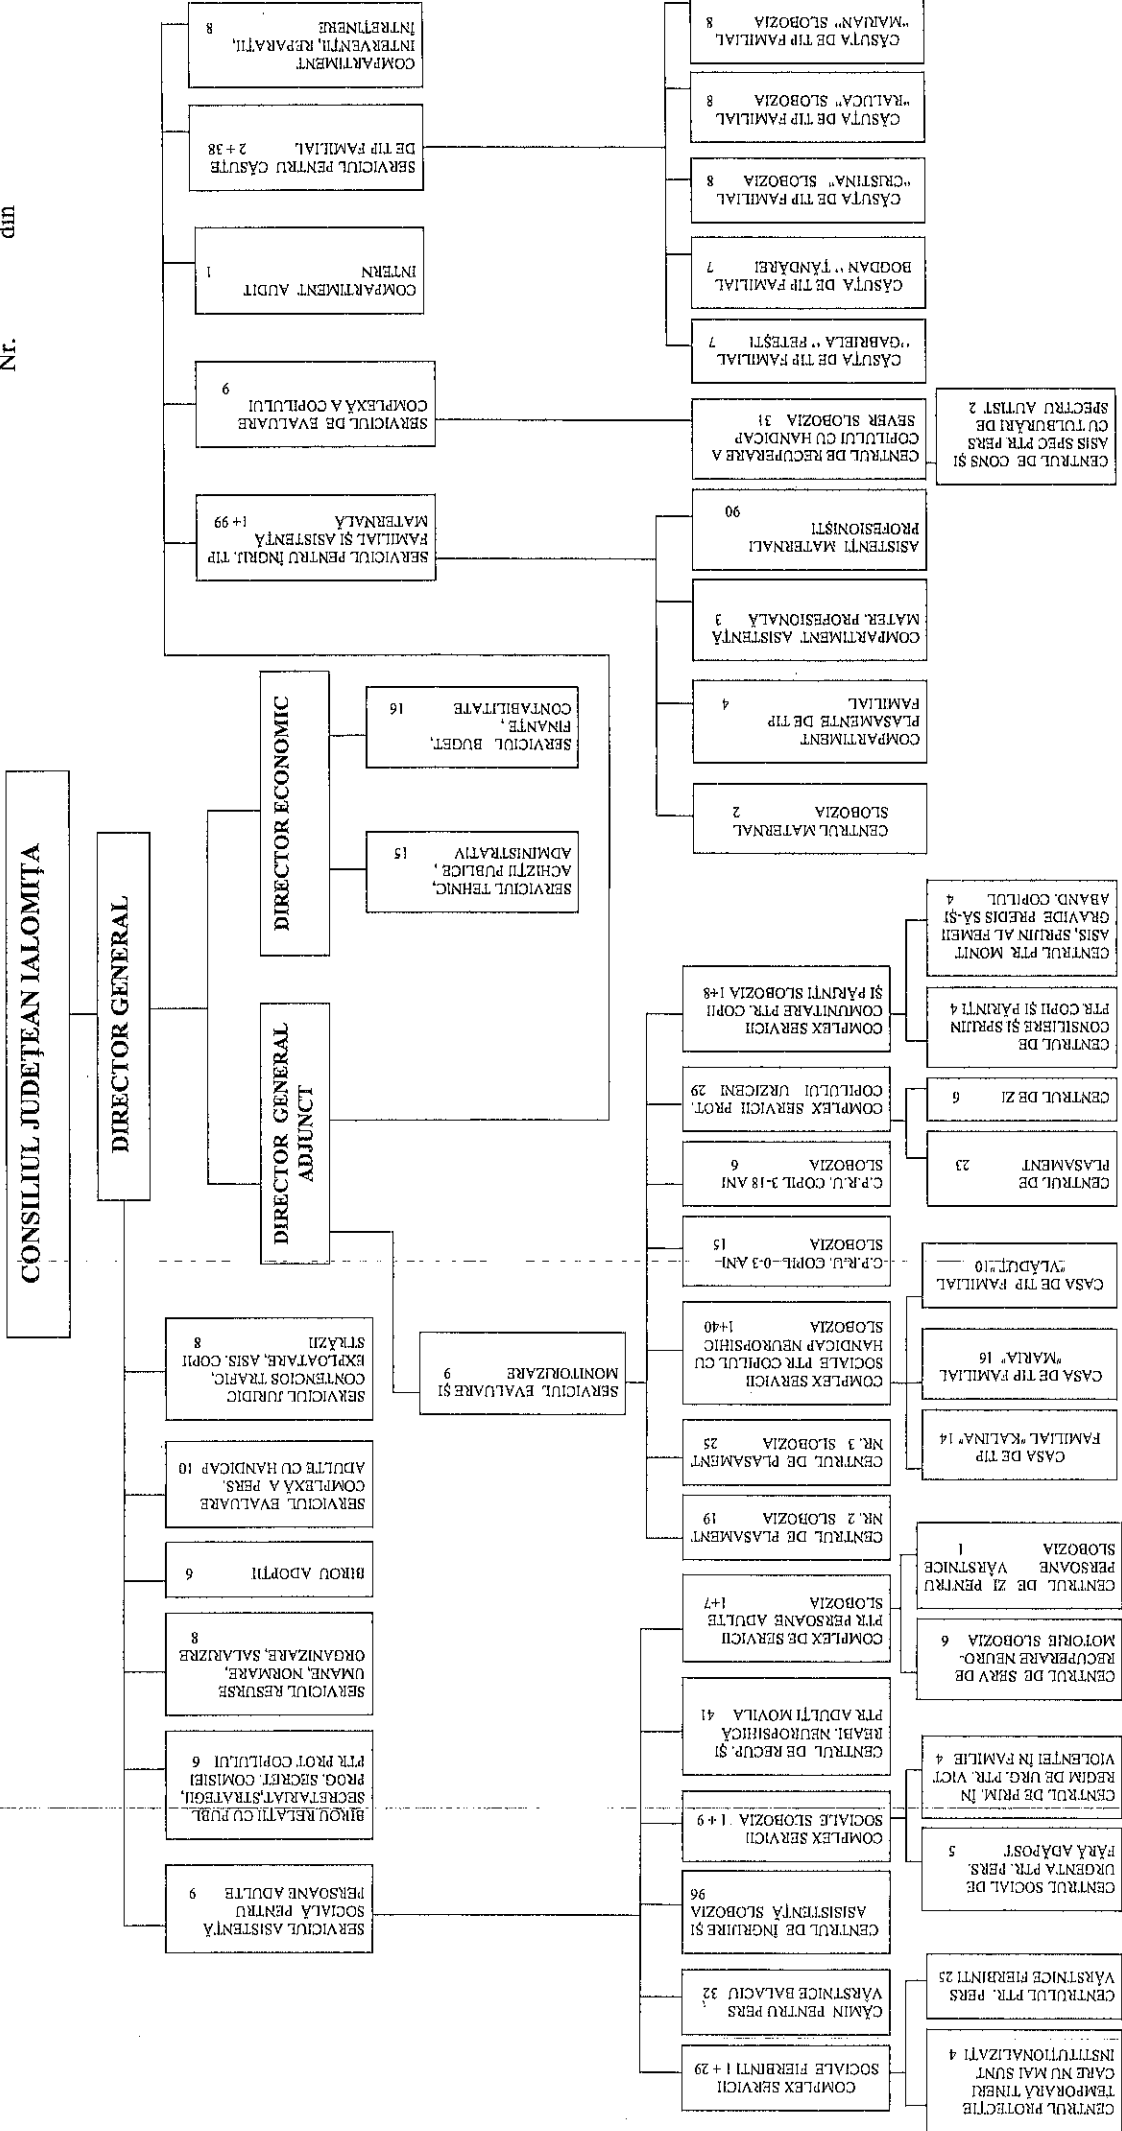 Nr.
din
CONSILIUL JUDEȚEAN IALOMIȚA
DIRECTOR GENERAL
DIRECTOR GENERAL
ADJUNCT
DIRECTOR ECONOMIC
SERVICIUL TEHNIC,
ACHIZȚII PUBLICE,
ADMINISTRATIV 15
SERVICIUL BUGET,
FINANȚE,
CONTABILITATE 16
SERVICIUL ASISTENȚĂ
SOCIALĂ PENTRU
PERSOANE ADULTE 9
BIROU RELATII CU PUBL
SECRETARIAT,STRATEGII,
PROG. SECRET. COMISIEI
PTR PROT. COPILULUI 6
SERVICIUL RESURSE
UMANE, NORMARE,
ORGANIZARE, SALARIZRE
8
BIROU ADOPȚII 6
SERVICIUL EVALUARE
COMPLEXĂ A PERS.
ADULTE CU HANDICAP 10
SERVICIUL JURIDIC
CONTENCIOS TRAFIC,
EXPLOATARE, ASIS. COPII
STRĂZII 8
SERVICIUL EVALUARE ȘI
MONITORIZARE 9
SERVICIUL PENTRU ÎNGRIJ. TIP
FAMILIAL ȘI ASISTENȚĂ
MATERNALĂ 1+ 99
SERVICIUL DE EVALUARE
COMPLEXĂ A COPILULUI
9
COMPARTIMENT AUDIT
INTERN 1
SERVICIUL PENTRU CĂSUȚE
DE TIP FAMILIAL 2 + 38
COMPARTIMENT
INTERVENȚII, REPARAȚII,
ÎNTREȚINERE 8
COMPLEX SERVICII
SOCIALE FIERBINTI 1 + 29
CĂMIN PENTRU PERS
VÂRSTNICE BALACIU 32
CENTRUL DE ÎNGRIJIRE ȘI
ASISISTENȚĂ SLOBOZIA
96
COMPLEX SERVICII
SOCIALE SLOBOZIA 1 + 9
CENTRUL DE RECUP. ȘI
REABI. NEUROPSIHICĂ
PTR ADULȚI MOVILA 41
COMPLEX DE SERVICII
PTR PERSOANE ADULTE
SLOBOZIA 1+7
CENTRUL DE PLASAMENT
NR. 2 SLOBOZIA 19
CENTRUL DE PLASAMENT
NR. 3 SLOBOZIA 25
COMPLEX SERVICII
SOCIALE PTR COPILUL CU
HANDICAP NEUROPSIHIC
SLOBOZIA 1+40
C.P.R.U. COPIL–0-3 ANI–
SLOBOZIA 15
C.P.R.U. COPIL 3-18 ANI
SLOBOZIA 6
COMPLEX SERVICII PROT.
COPILULUI URZICENI 29
COMPLEX SERVICII
COMUNITARE PTR. COPII
ȘI PĂRINȚI SLOBOZIA 1+8
CENTRUL MATERNAL
SLOBOZIA 2
COMPARTIMENT
PLASAMENTE DE TIP
FAMILIAL 4
COMPARTIMENT ASISTENȚĂ
MATER. PROFESIONALĂ 3
ASISTENȚI MATERNALI
PROFESIONIȘTI
90
CENTRUL DE RECUPERARE A
COPILULUI CU HANDICAP
SEVER SLOBOZIA 31
CĂSUȚA DE TIP FAMILIAL
"GABRIELA " FETEȘTI 7
CĂSUȚA DE TIP FAMILIAL
BOGDAN " ȚĂNDĂREI 7
CĂSUȚA DE TIP FAMILIAL
"CRISTINA" SLOBOZIA 8
CĂSUȚA DE TIP FAMILIAL
"RALUCA" SLOBOZIA 8
CĂSUȚA DE TIP FAMILIAL
"MARIAN" SLOBOZIA 8
CENTRUL PROTECȚIE
TEMPORARĂ TINERI
CARE NU MAI SUNT
INSTITUȚIONALIZAȚI 4
CENTRULRUL PTR. PERS
VÂRSTNICE FIERBINTI 25
CENTRUL SOCIAL DE
URGENTA PTR. PERS.
FĂRĂ ADĂPOST 5
CENTRUL DE PRIM. ÎN
REGIM DE URG. PTR. VICT
VIOLENȚEI ÎN FAMILIE 4
CENTRUL DE SERV DE
RECUPERARE NEURO-
MOTORIE SLOBOZIA 6
CENTRUL DE ZI PENTRU
PERSOANE VÂRSTNICE
SLOBOZIA 1
CASA DE TIP
FAMILIAL "KALINA" 14
CASA DE TIP FAMILIAL
"MARIA" 16
CASA DE TIP FAMILIAL
"VLĂDUȚ"10
CENTRUL DE
PLASAMENT 23
CENTRUL DE ZI 6
CENTRUL DE
CONSILIERE ȘI SPRIJIN
PTR COPII ȘI PĂRINȚI 4
CENTRUL PTR. MONIT
ASIS, SPRIJIN AL FEMEII
GRAVIDE PREDIS SĂ-ȘI
ABAND. COPILUL 4
CENTRUL DE CONS ȘI
ASIS SPEC PTR. PERS
CU TULBURĂRI DE
SPECTRU AUTIST 2